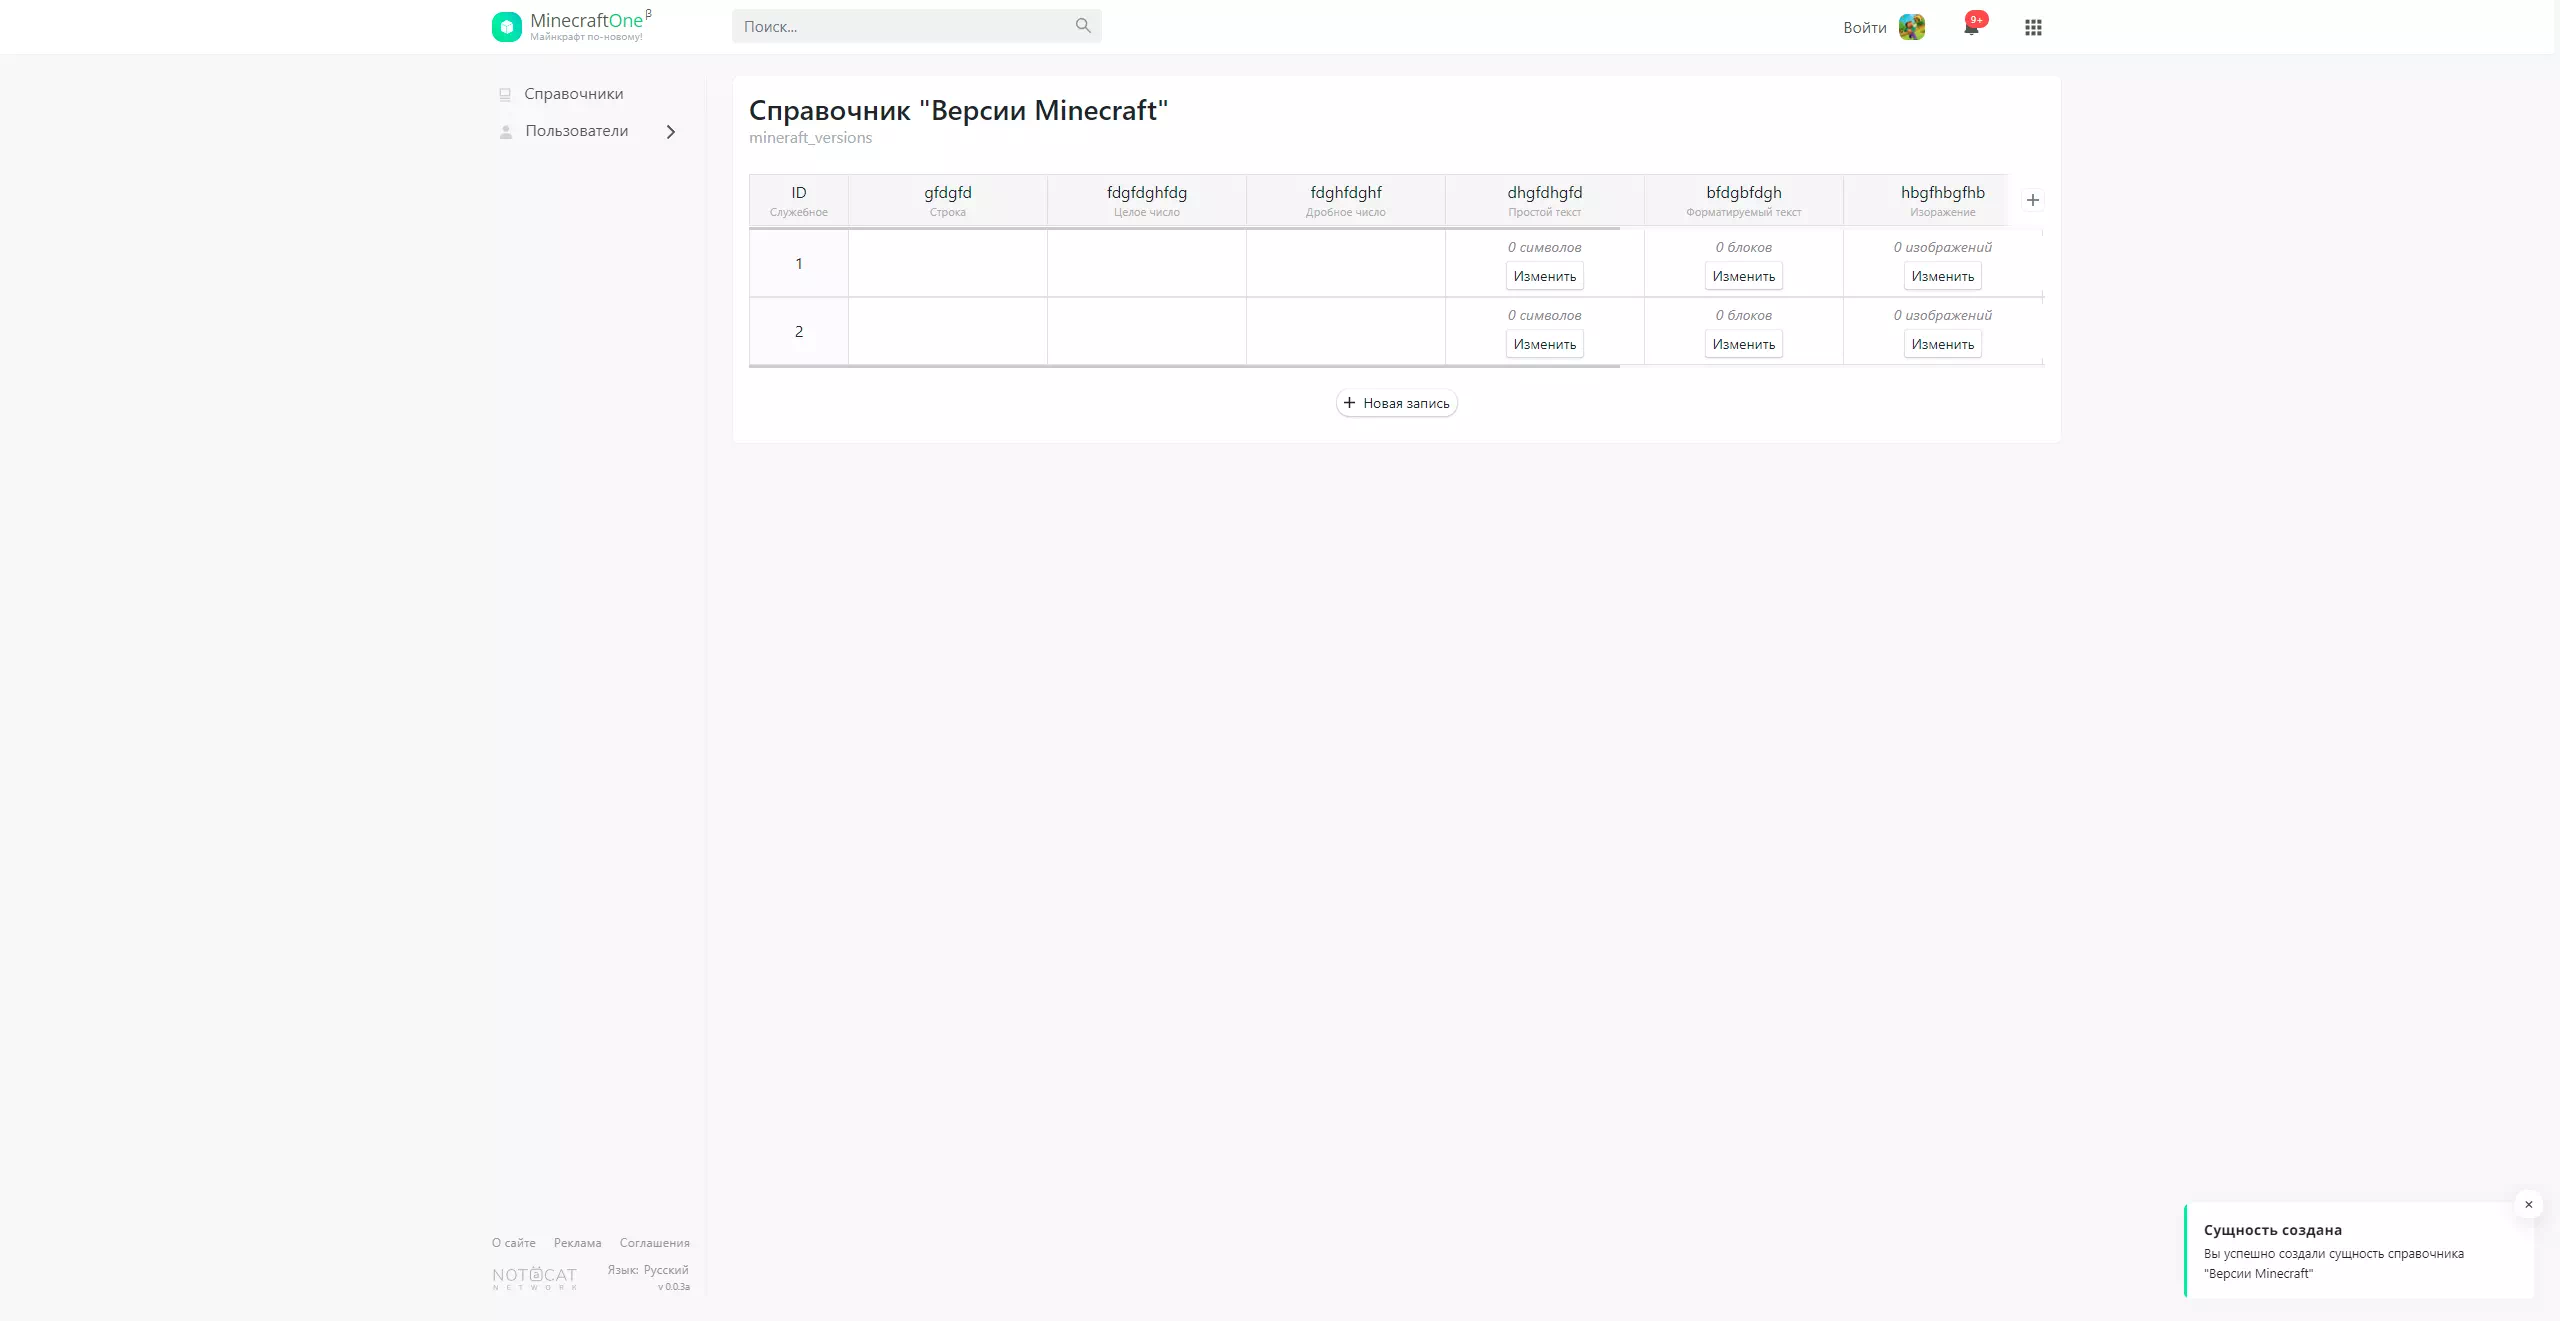 MinecraftOne β
Майнкрафт по-новому!
Поиск...
Войти
9+
Справочники
Пользователи
Справочник "Версии Minecraft"
mineraft_versions
ID gfdgfd fdgfdghfdg fdghfdghf dhgfdhgfd bfdgbfdgh hbgfhbgfhb
Служебное Строка Целое число Дробное число Простой текст Форматируемый текст Изоражение
0 символов 0 блоков 0 изображений
1
Изменить Изменить Изменить
0 символов 0 блоков 0 изображений
2
Изменить Изменить Изменить
+ Новая запись
О сайте Реклама Соглашения
NOTaCAT
NETWORK
Язык: Русский
v 0.0.3a
Сущность создана
Вы успешно создали сущность справочника
"Версии Minecraft"